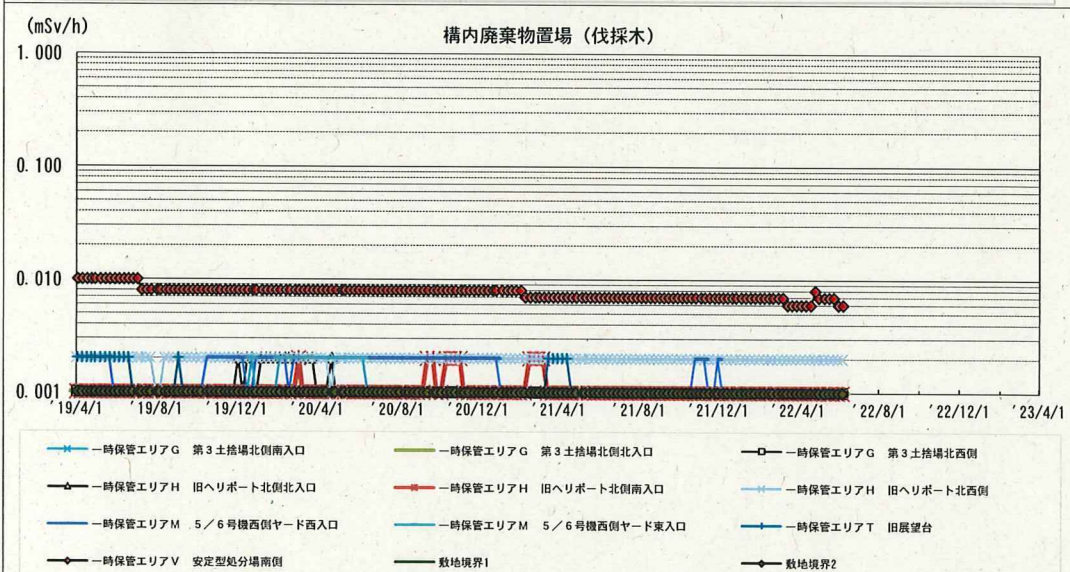 (mSv/h)
構内廃棄物置場（伐採木）
1.000
0.100
0.010
0.001
'19/4/1 '19/8/1 '19/12/1 '20/4/1 '20/8/1 '20/12/1 '21/4/1 '21/8/1 '21/12/1 '22/4/1 '22/8/1 '22/12/1 '23/4/1
一時保管エリアG 第3土捨場北側南入口
一時保管エリアG 第3土捨場北側北入口
一時保管エリアG 第3土捨場北西側
一時保管エリアH 旧ヘリポート北側北入口
一時保管エリアH 旧ヘリポート北側南入口
一時保管エリアH 旧ヘリポート北西側
一時保管エリアM 5／6号機西側ヤード西入口
一時保管エリアM 5／6号機西側ヤード東入口
一時保管エリアT 旧展望台
一時保管エリアV 安定型処分場南側
敷地境界1
敷地境界2